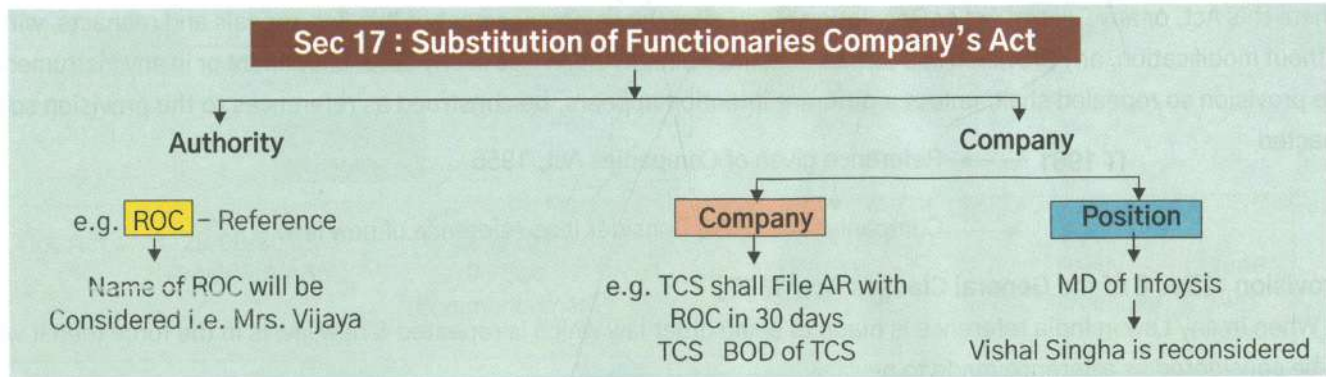 Sec 17 : Substitution of Functionaries Company's Act
Authority
Company
e.g. ROC – Reference
Name of ROC will be
Considered i.e. Mrs. Vijaya
Company
Position
e.g. TCS shall File AR with
ROC in 30 days
TCS BOD of TCS
MD of Infoysis
Vishal Singha is reconsidered